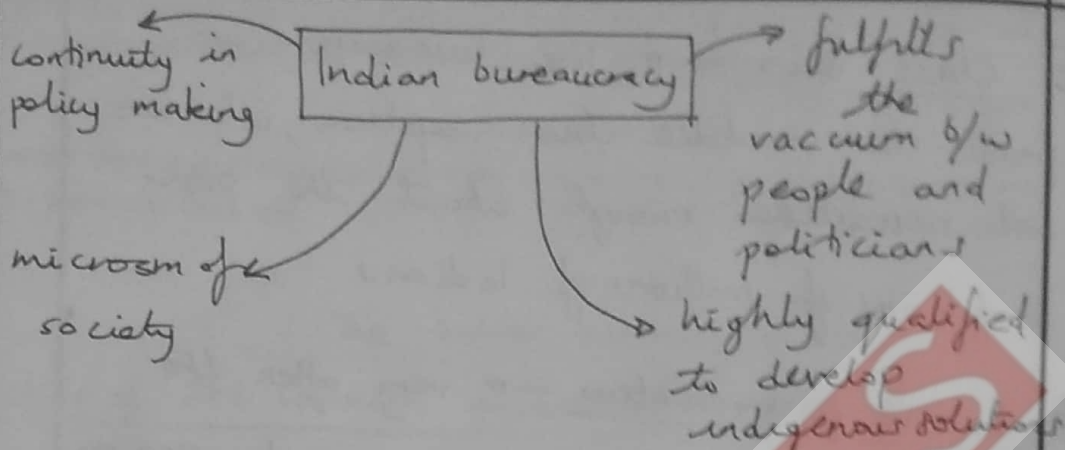 Indian bureaucracy
continuity in
policy making
fulfills
the
vacuum b/w
people and
politicians
microsm of
society
highly qualified
to develop
indigenous solutions